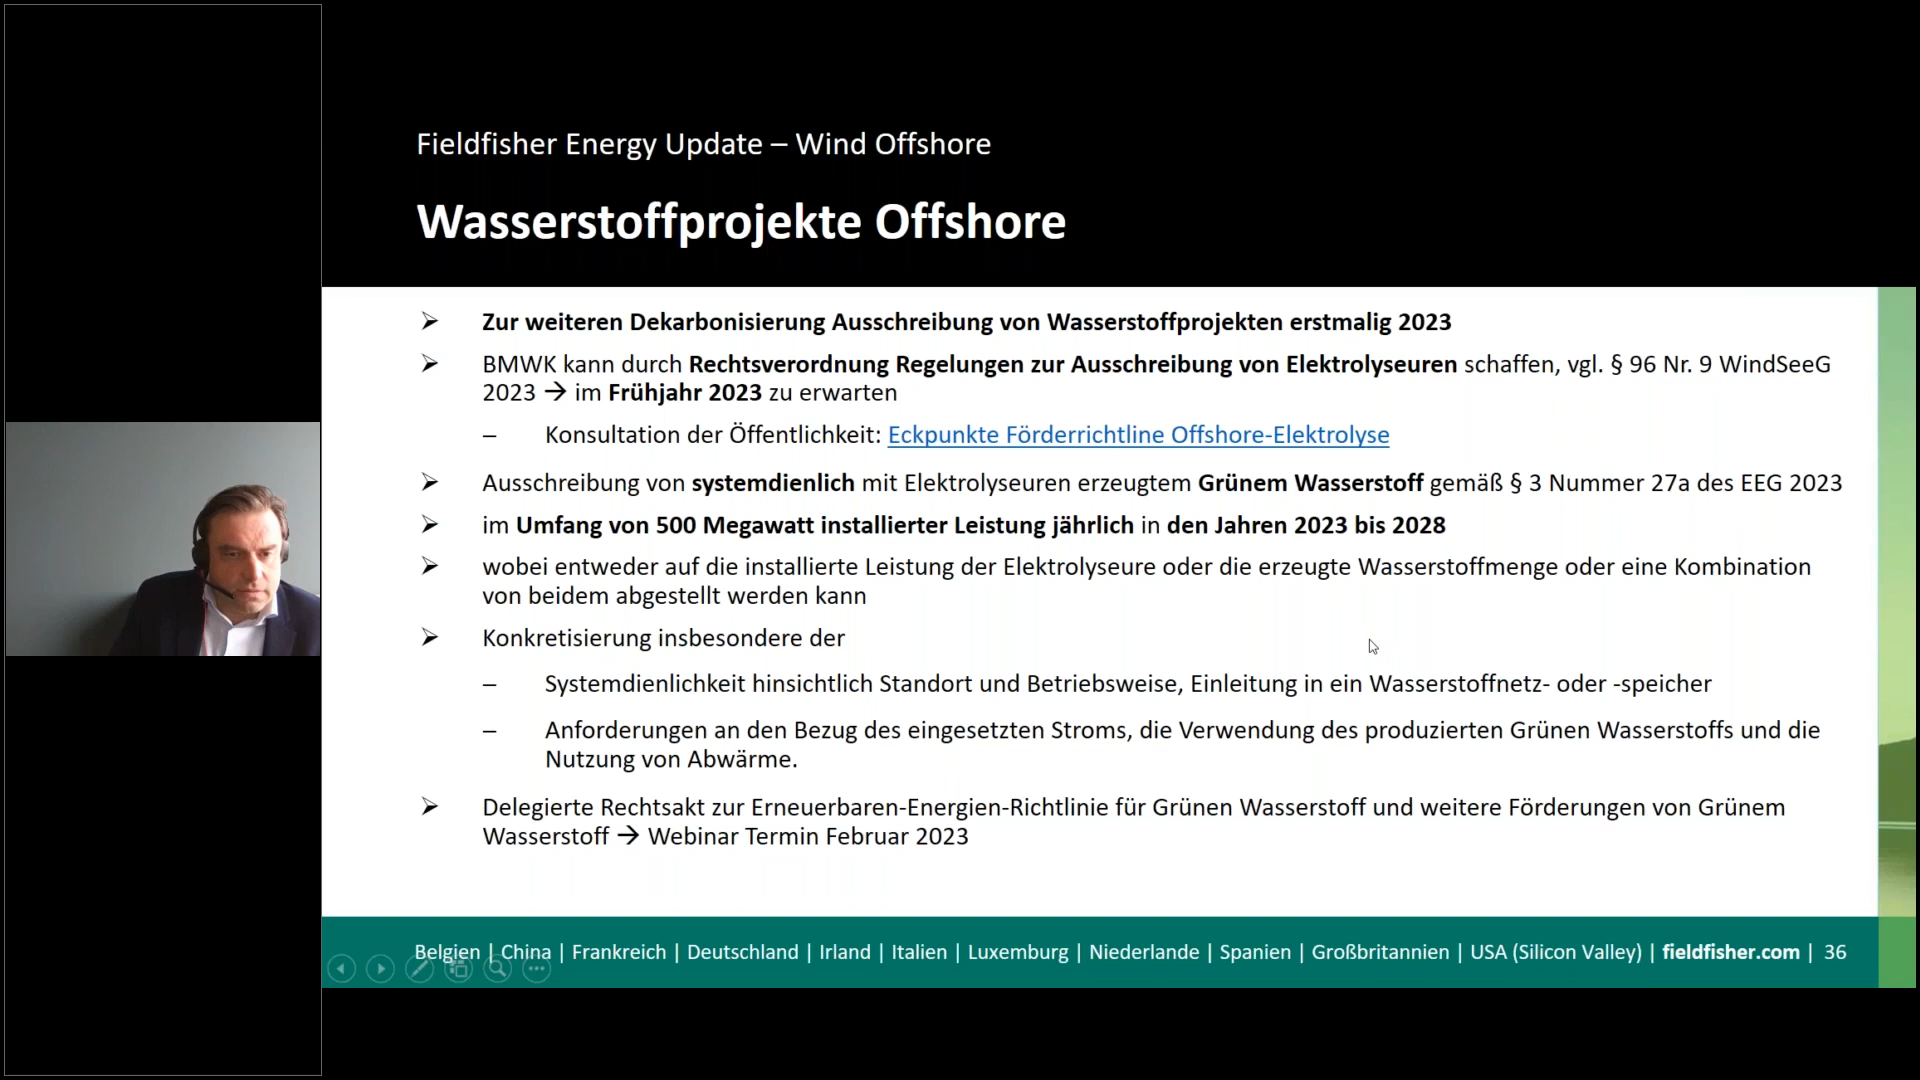 Fieldfisher Energy Update – Wind Offshore
Wasserstoffprojekte Offshore
➢ Zur weiteren Dekarbonisierung Ausschreibung von Wasserstoffprojekten erstmalig 2023
➢ BMWK kann durch Rechtsverordnung Regelungen zur Ausschreibung von Elektrolyseuren schaffen, vgl. § 96 Nr. 9 WindSeeG
2023 → im Frühjahr 2023 zu erwarten
– Konsultation der Öffentlichkeit: Eckpunkte Förderrichtline Offshore-Elektrolyse
➢ Ausschreibung von systemdienlich mit Elektrolyseuren erzeugtem Grünem Wasserstoff gemäß § 3 Nummer 27a des EEG 2023
➢ im Umfang von 500 Megawatt installierter Leistung jährlich in den Jahren 2023 bis 2028
➢ wobei entweder auf die installierte Leistung der Elektrolyseure oder die erzeugte Wasserstoffmenge oder eine Kombination
von beidem abgestellt werden kann
➢ Konkretisierung insbesondere der
– Systemdienlichkeit hinsichtlich Standort und Betriebsweise, Einleitung in ein Wasserstoffnetz- oder -speicher
– Anforderungen an den Bezug des eingesetzten Stroms, die Verwendung des produzierten Grünen Wasserstoffs und die
Nutzung von Abwärme.
➢ Delegierte Rechtsakt zur Erneuerbaren-Energien-Richtlinie für Grünen Wasserstoff und weitere Förderungen von Grünem
Wasserstoff → Webinar Termin Februar 2023
Belgien | China | Frankreich | Deutschland | Irland | Italien | Luxemburg | Niederlande | Spanien | Großbritannien | USA (Silicon Valley) | fieldfisher.com | 36